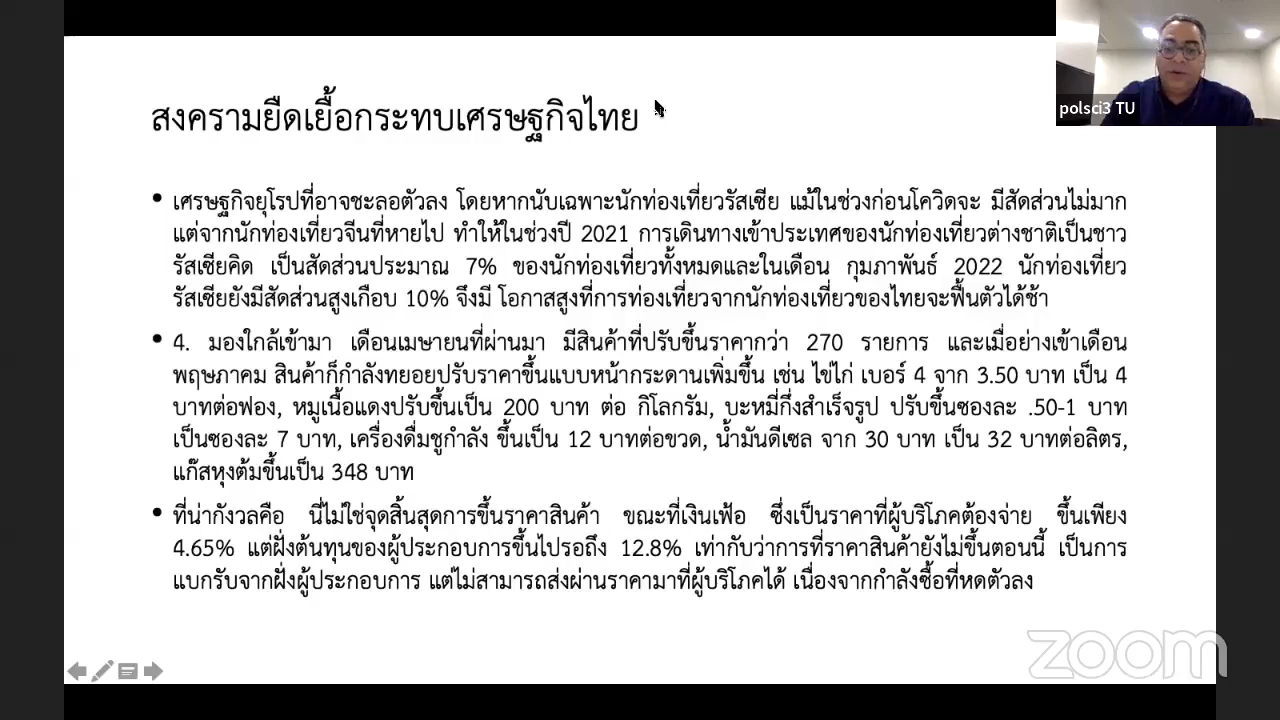 polsci3 TU
สงครามยืดเยื้อกระทบเศรษฐกิจไทย
• เศรษฐกิจยุโรปที่อาจชะลอตัวลง โดยหากนับเฉพาะนักท่องเที่ยวรัสเซีย แม้ในช่วงก่อนโควิดจะ มีสัดส่วนไม่มาก
แต่จากนักท่องเที่ยวจีนที่หายไป ทำให้ในช่วงปี 2021 การเดินทางเข้าประเทศของนักท่องเที่ยวต่างชาติเป็นชาว
รัสเซียคิด เป็นสัดส่วนประมาณ 7% ของนักท่องเที่ยวทั้งหมดและในเดือน กุมภาพันธ์ 2022 นักท่องเที่ยว
รัสเซียยังมีสัดส่วนสูงเกือบ 10% จึงมี โอกาสสูงที่การท่องเที่ยวจากนักท่องเที่ยวของไทยจะฟื้นตัวได้ช้า
• 4. มองใกล้เข้ามา เดือนเมษายนที่ผ่านมา มีสินค้าที่ปรับขึ้นราคากว่า 270 รายการ และเมื่อย่างเข้าเดือน
พฤษภาคม สินค้าก็กำลังทยอยปรับราคาขึ้นแบบหน้ากระดานเพิ่มขึ้น เช่น ไข่ไก่ เบอร์ 4 จาก 3.50 บาท เป็น 4
บาทต่อฟอง, หมูเนื้อแดงปรับขึ้นเป็น 200 บาท ต่อ กิโลกรัม, บะหมี่กึ่งสำเร็จรูป ปรับขึ้นซองละ .50-1 บาท
เป็นซองละ 7 บาท, เครื่องดื่มชูกำลัง ขึ้นเป็น 12 บาทต่อขวด, น้ำมันดีเซล จาก 30 บาท เป็น 32 บาทต่อลิตร,
แก๊สหุงต้มขึ้นเป็น 348 บาท
• ที่น่ากังวลคือ นี่ไม่ใช่จุดสิ้นสุดการขึ้นราคาสินค้า ขณะที่เงินเฟ้อ ซึ่งเป็นราคาที่ผู้บริโภคต้องจ่าย ขึ้นเพียง
4.65% แต่ฝั่งต้นทุนของผู้ประกอบการขึ้นไปรอถึง 12.8% เท่ากับว่าการที่ราคาสินค้ายังไม่ขึ้นตอนนี้ เป็นการ
แบกรับจากฝั่งผู้ประกอบการ แต่ไม่สามารถส่งผ่านราคามาที่ผู้บริโภคได้ เนื่องจากกำลังซื้อที่หดตัวลง
zoom